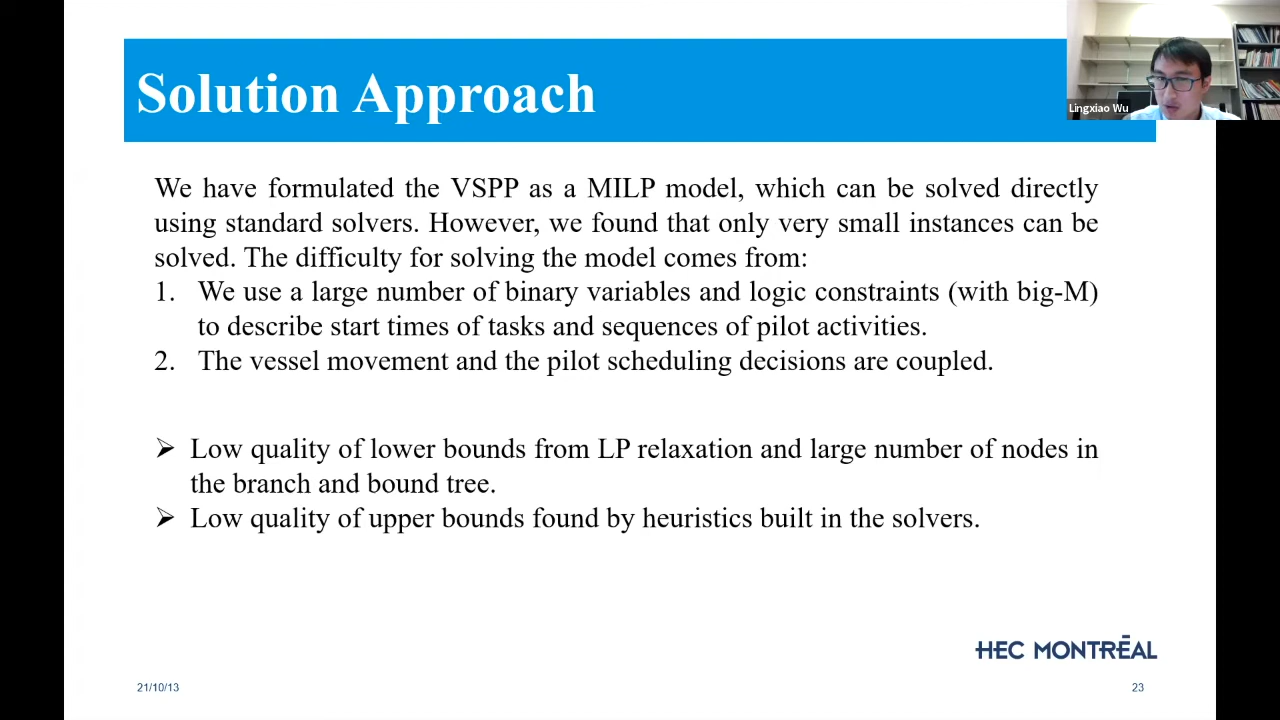 Solution Approach
Lingxiao Wu
We have formulated the VSPP as a MILP model, which can be solved directly
using standard solvers. However, we found that only very small instances can be
solved. The difficulty for solving the model comes from:
1. We use a large number of binary variables and logic constraints (with big-M)
to describe start times of tasks and sequences of pilot activities.
2. The vessel movement and the pilot scheduling decisions are coupled.
➢ Low quality of lower bounds from LP relaxation and large number of nodes in
the branch and bound tree.
➢ Low quality of upper bounds found by heuristics built in the solvers.
HEC MONTRĒAL
21/10/13
23